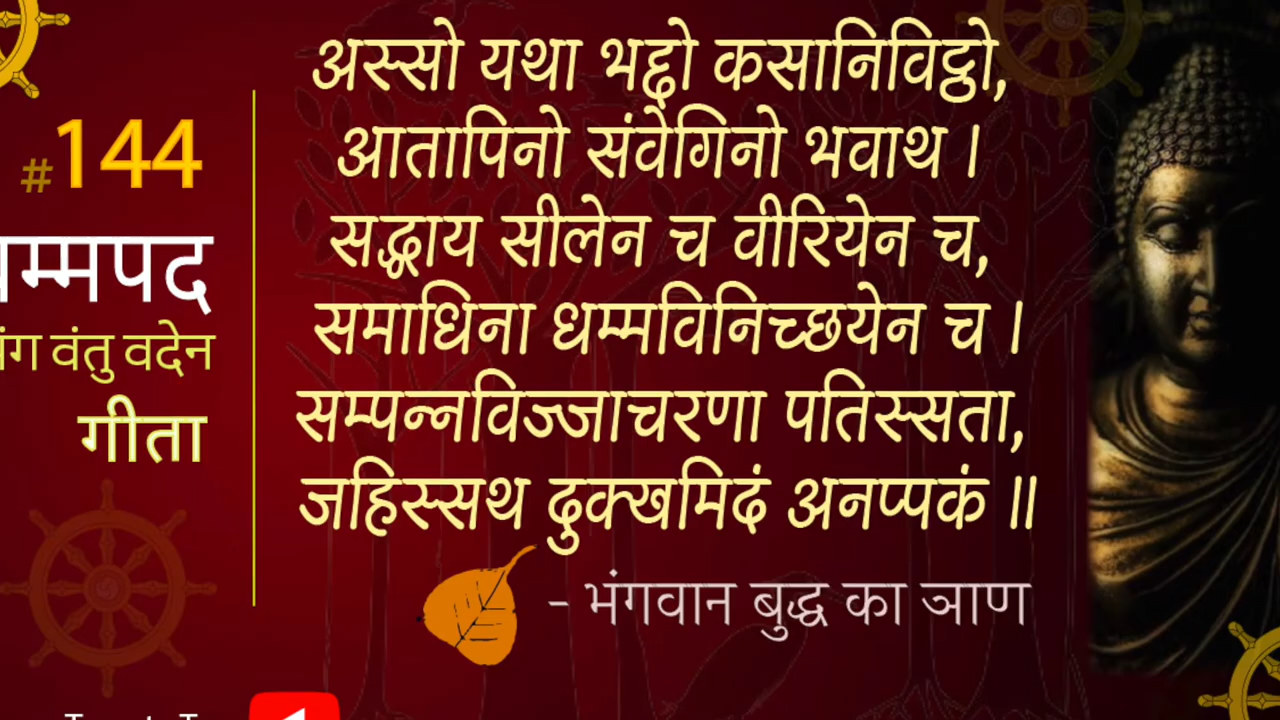 #144
गीता
वंतु वदेन
अस्सो यथा भद्दो कसानिविट्ठो,
आतापिनो संवेगिनो भवाथ ।
सद्धाय सीलेन च वीरियेन च,
समाधिना धम्मविनिच्छयेन च ।
सम्पन्नविज्जाचरणा पतिस्सता,
जहिस्सथ दुक्खमिदं अनप्पकं ॥
- भंगवान बुद्ध का ञाण